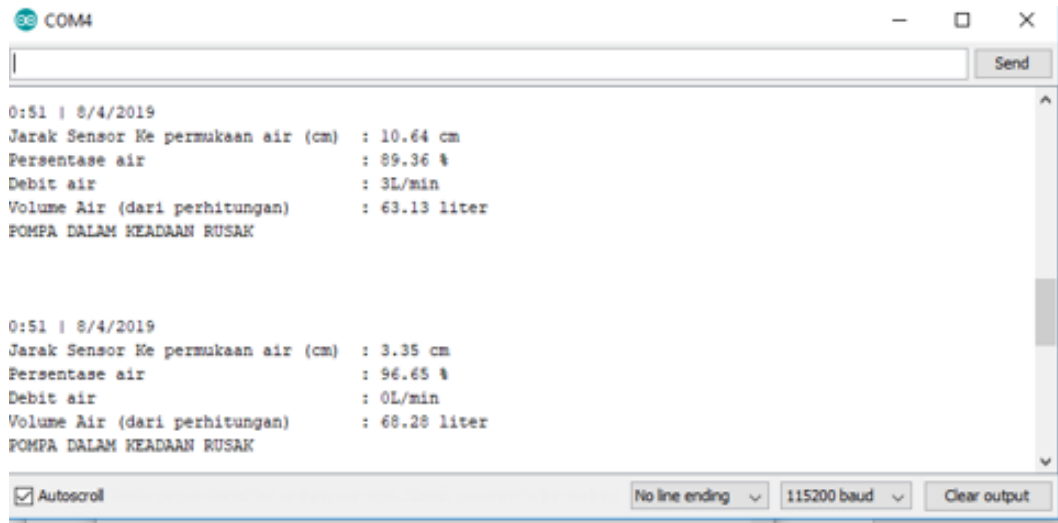 COM4
Send
0:51 | 8/4/2019
Jarak Sensor Ke permukaan air (cm) : 10.64 cm
Persentase air : 89.36 %
Debit air : 3L/min
Volume Air (dari perhitungan) : 63.13 liter
POMPA DALAM KEADAAN RUSAK
0:51 | 8/4/2019
Jarak Sensor Ke permukaan air (cm) : 3.35 cm
Persentase air : 96.65 %
Debit air : 0L/min
Volume Air (dari perhitungan) : 68.28 liter
POMPA DALAM KEADAAN RUSAK
Autoscroll No line ending 115200 baud Clear output